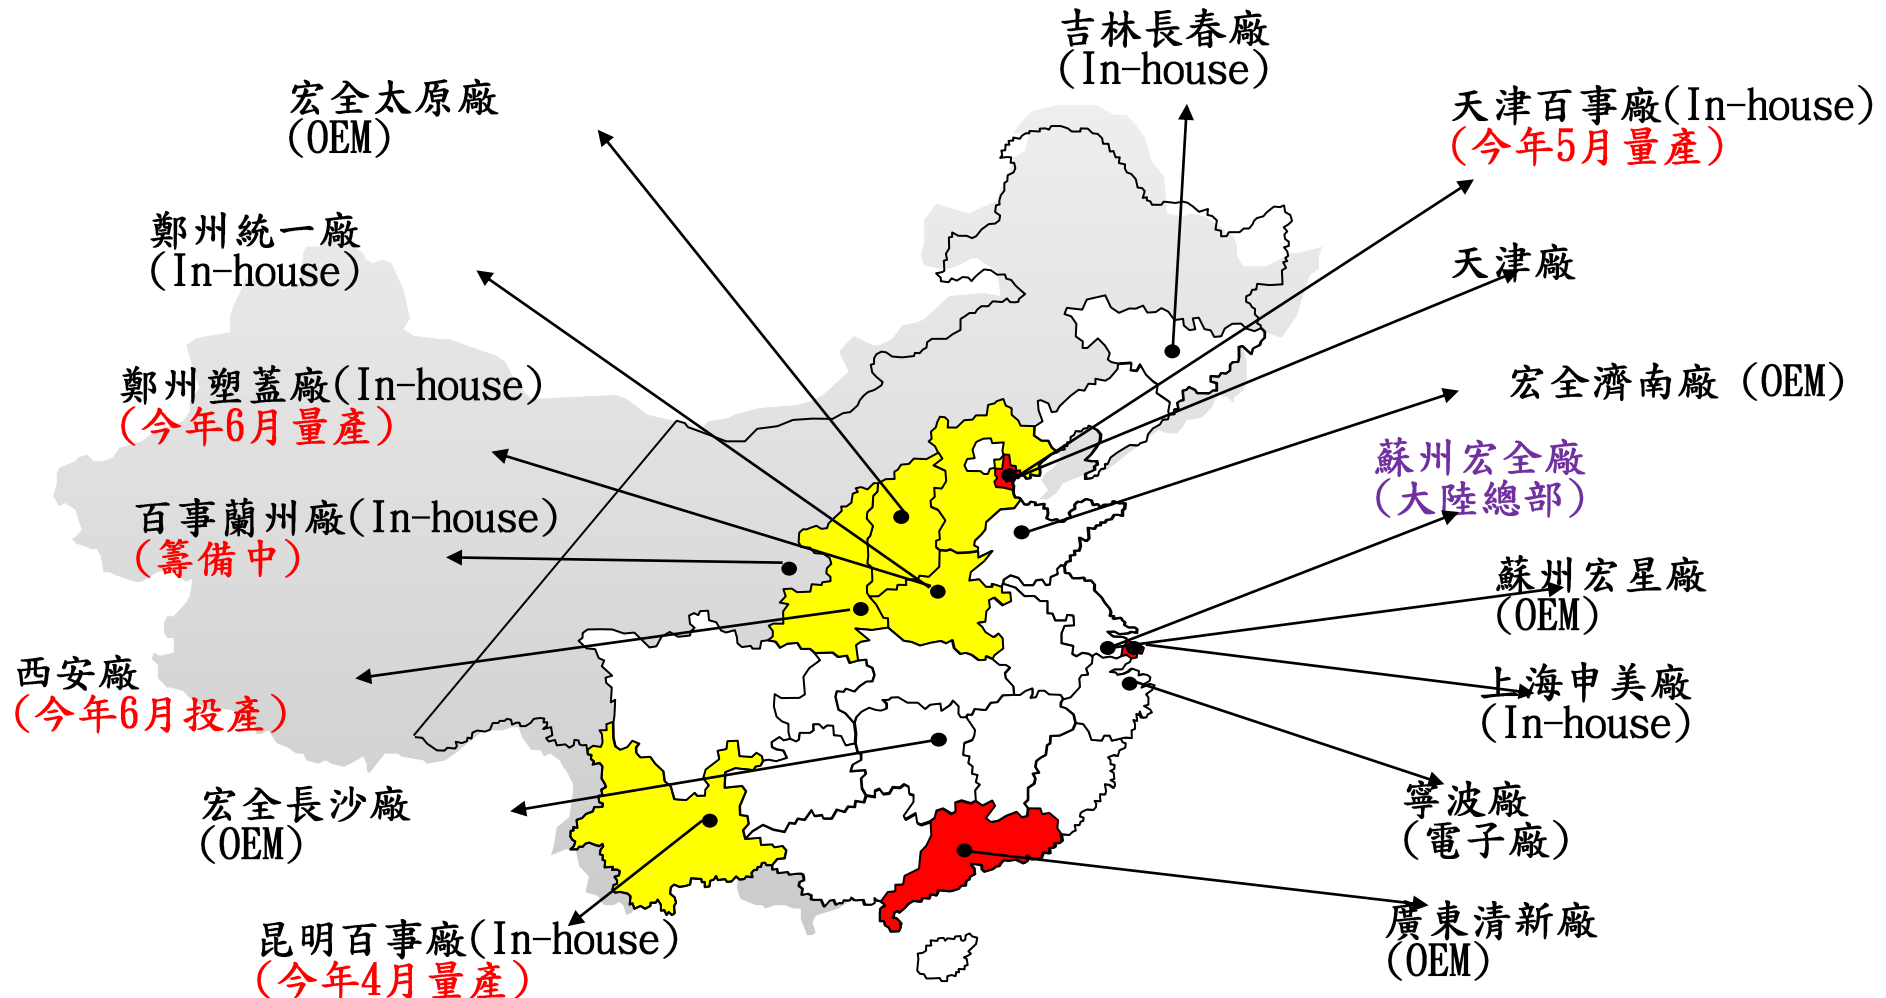 吉林長春廠
(In-house)
宏全太原廠
(OEM)
天津百事廠(In-house)
(今年5月量產)
鄭州統一廠
(In-house)
天津廠
鄭州塑蓋廠(In-house)
(今年6月量產)
宏全濟南廠 (OEM)
蘇州宏全廠
(大陸總部)
百事蘭州廠(In-house)
(籌備中)
蘇州宏星廠
(OEM)
西安廠
(今年6月投產)
上海申美廠
(In-house)
宏全長沙廠
(OEM)
寧波廠
(電子廠)
昆明百事廠(In-house)
(今年4月量產)
廣東清新廠
(OEM)